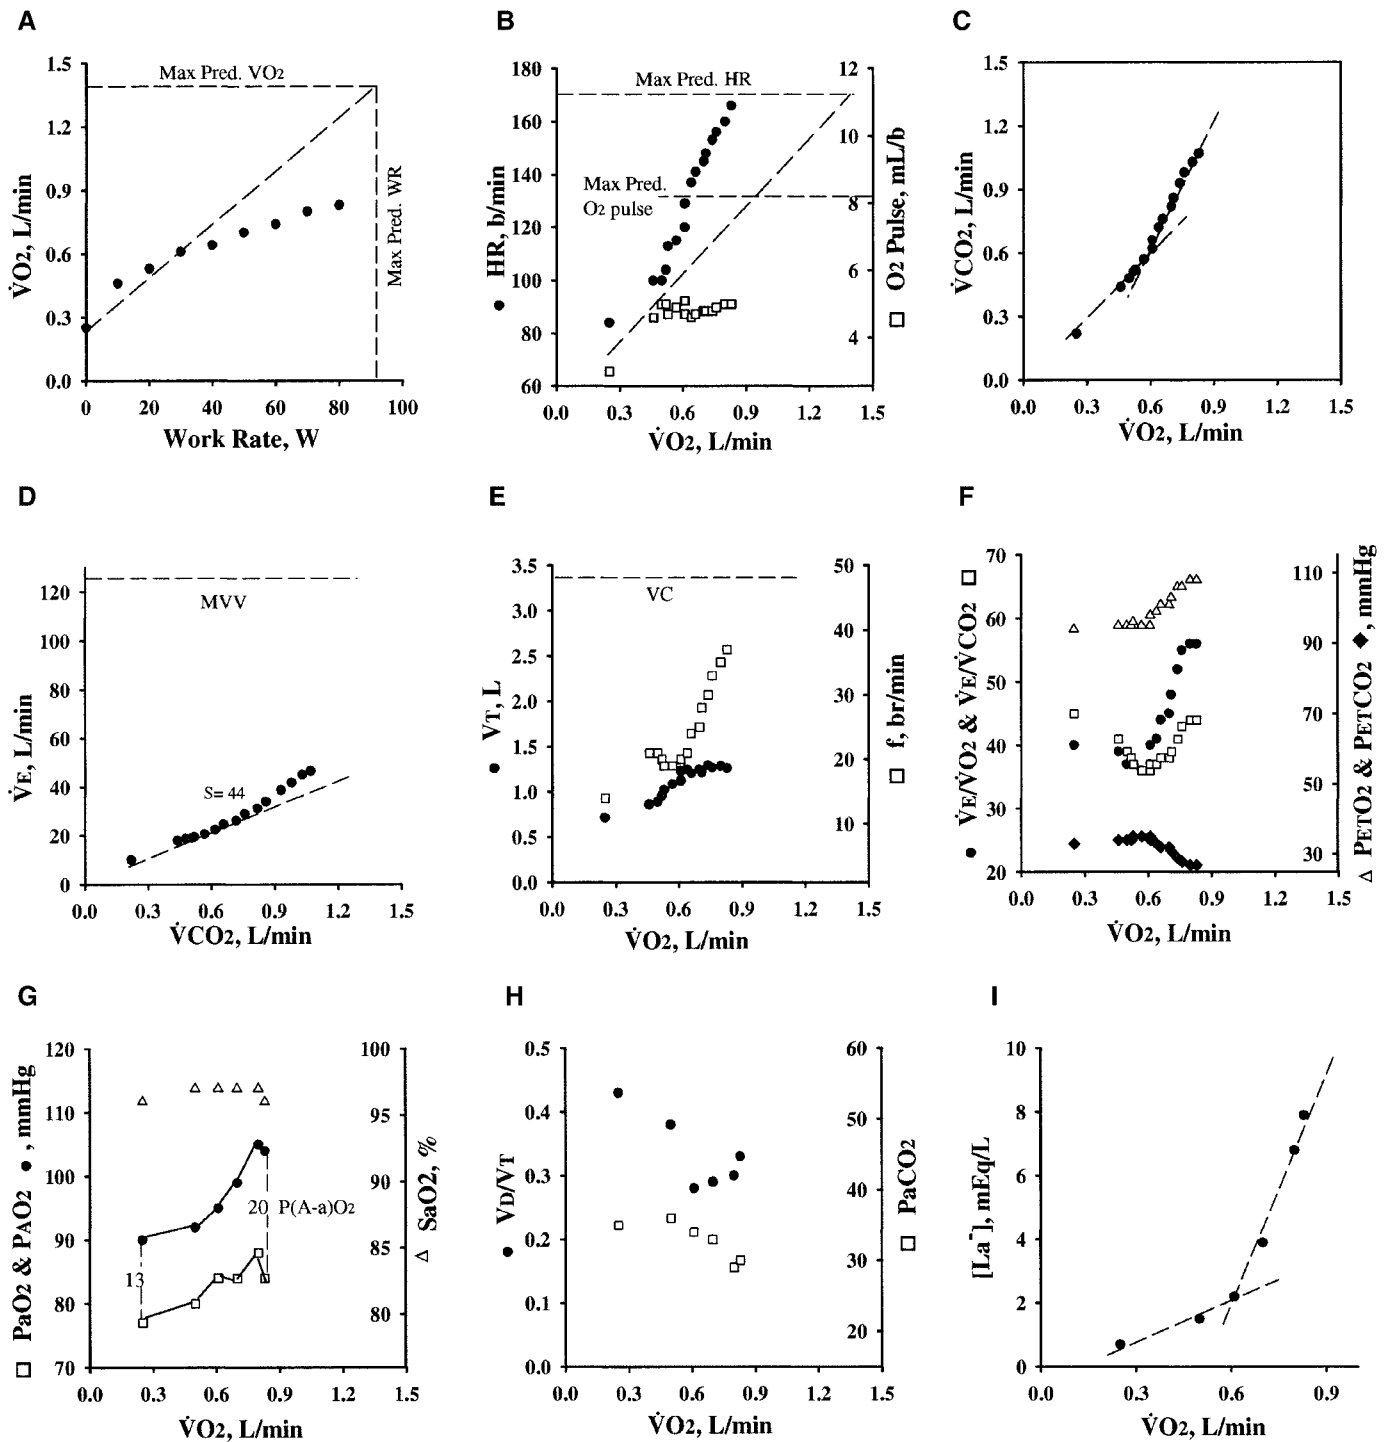 A
1.5
1.2
0.9
0.6
0.3
0.0
V̇O2, L/min
Max Pred. VO2
Max Pred. WR
0 20 40 60 80 100
Work Rate, W
B
180
160
140
120
100
80
60
● HR, b/min
Max Pred. HR
Max Pred.
O2 pulse
12
10
8
6
4
□ O2 Pulse, mL/b
0.0 0.3 0.6 0.9 1.2 1.5
V̇O2, L/min
C
1.5
1.2
0.9
0.6
0.3
0.0
V̇CO2, L/min
0.0 0.3 0.6 0.9 1.2 1.5
V̇O2, L/min
D
120
100
80
60
40
20
0
V̇E, L/min
MVV
S= 44
0.0 0.3 0.6 0.9 1.2 1.5
V̇CO2, L/min
E
3.5
3.0
2.5
2.0
1.5
1.0
0.5
0.0
● VT, L
VC
50
40
30
20
10
□ f, br/min
0.0 0.3 0.6 0.9 1.2 1.5
V̇O2, L/min
F
70
60
50
40
30
20
● V̇E/V̇O2 & V̇E/V̇CO2 □
110
90
70
50
30
△ PETO2 & PETCO2 ◆, mmHg
0.0 0.3 0.6 0.9 1.2 1.5
V̇O2, L/min
G
120
110
100
90
80
70
□ PaO2 & PAO2 ●, mmHg
13
20 P(A-a)O2
100
95
90
85
80
△ SaO2, %
0.0 0.3 0.6 0.9 1.2 1.5
V̇O2, L/min
H
0.5
0.4
0.3
0.2
0.1
0.0
● VD/VT
60
50
40
30
20
□ PaCO2
0.0 0.3 0.6 0.9 1.2 1.5
V̇O2, L/min
I
10
8
6
4
2
0
[La⁻], mEq/L
0.0 0.3 0.6 0.9
V̇O2, L/min